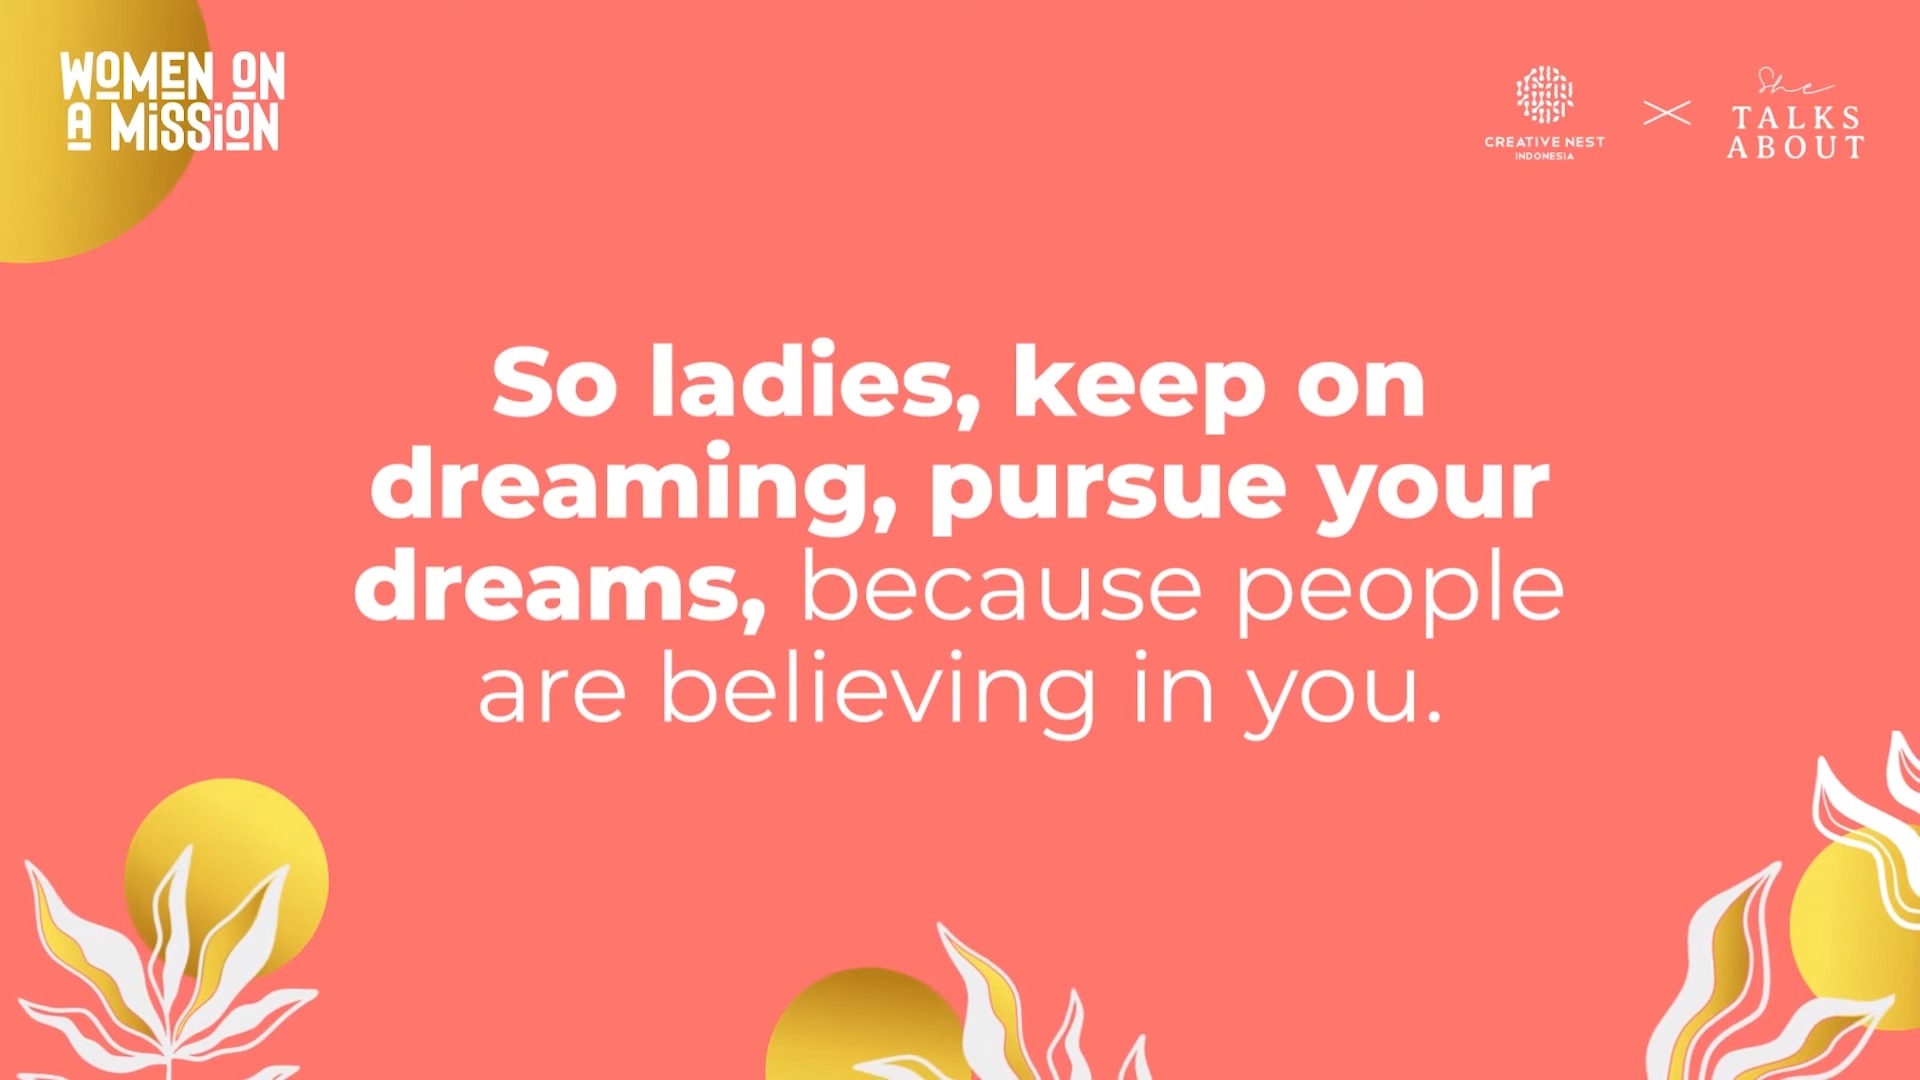 WOMEN ON
A MISSION
CREATIVE NEST
INDONESIA
She
TALKS
ABOUT
So ladies, keep on
dreaming, pursue your
dreams, because people
are believing in you.